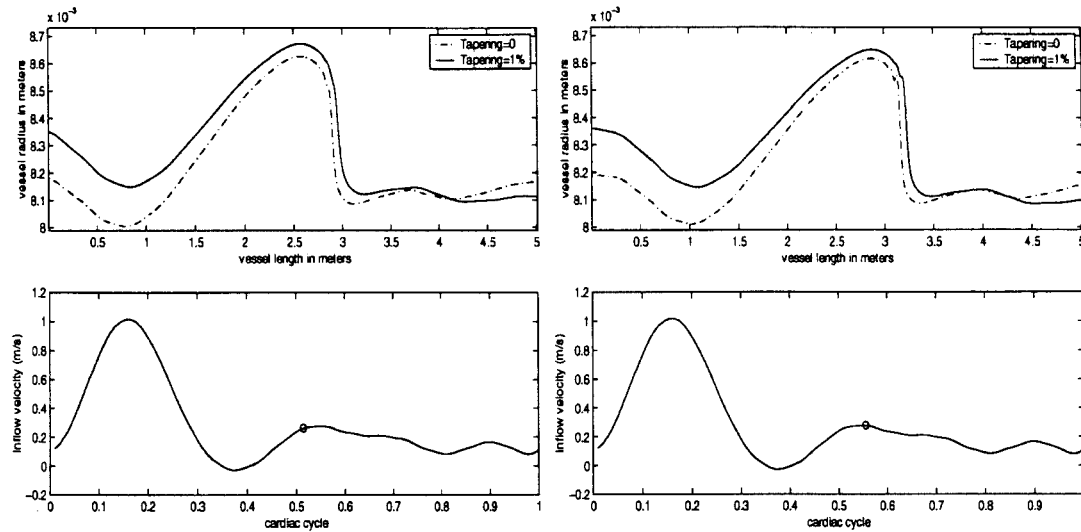 x 10⁻³
8.7
8.6
8.5
8.4
8.3
8.2
8.1
8
vessel radius in meters
Tapering=0
Tapering=1%
0.5 1 1.5 2 2.5 3 3.5 4 4.5 5
vessel length in meters
x 10⁻³
8.7
8.6
8.5
8.4
8.3
8.2
8.1
8
vessel radius in meters
Tapering=0
Tapering=1%
0.5 1 1.5 2 2.5 3 3.5 4 4.5 5
vessel length in meters
1.2
1
0.8
0.6
0.4
0.2
0
−0.2
Inflow velocity (m/s)
0 0.1 0.2 0.3 0.4 0.5 0.6 0.7 0.8 0.9 1
cardiac cycle
1.2
1
0.8
0.6
0.4
0.2
0
−0.2
Inflow velocity (m/s)
0 0.1 0.2 0.3 0.4 0.5 0.6 0.7 0.8 0.9
cardiac cycle